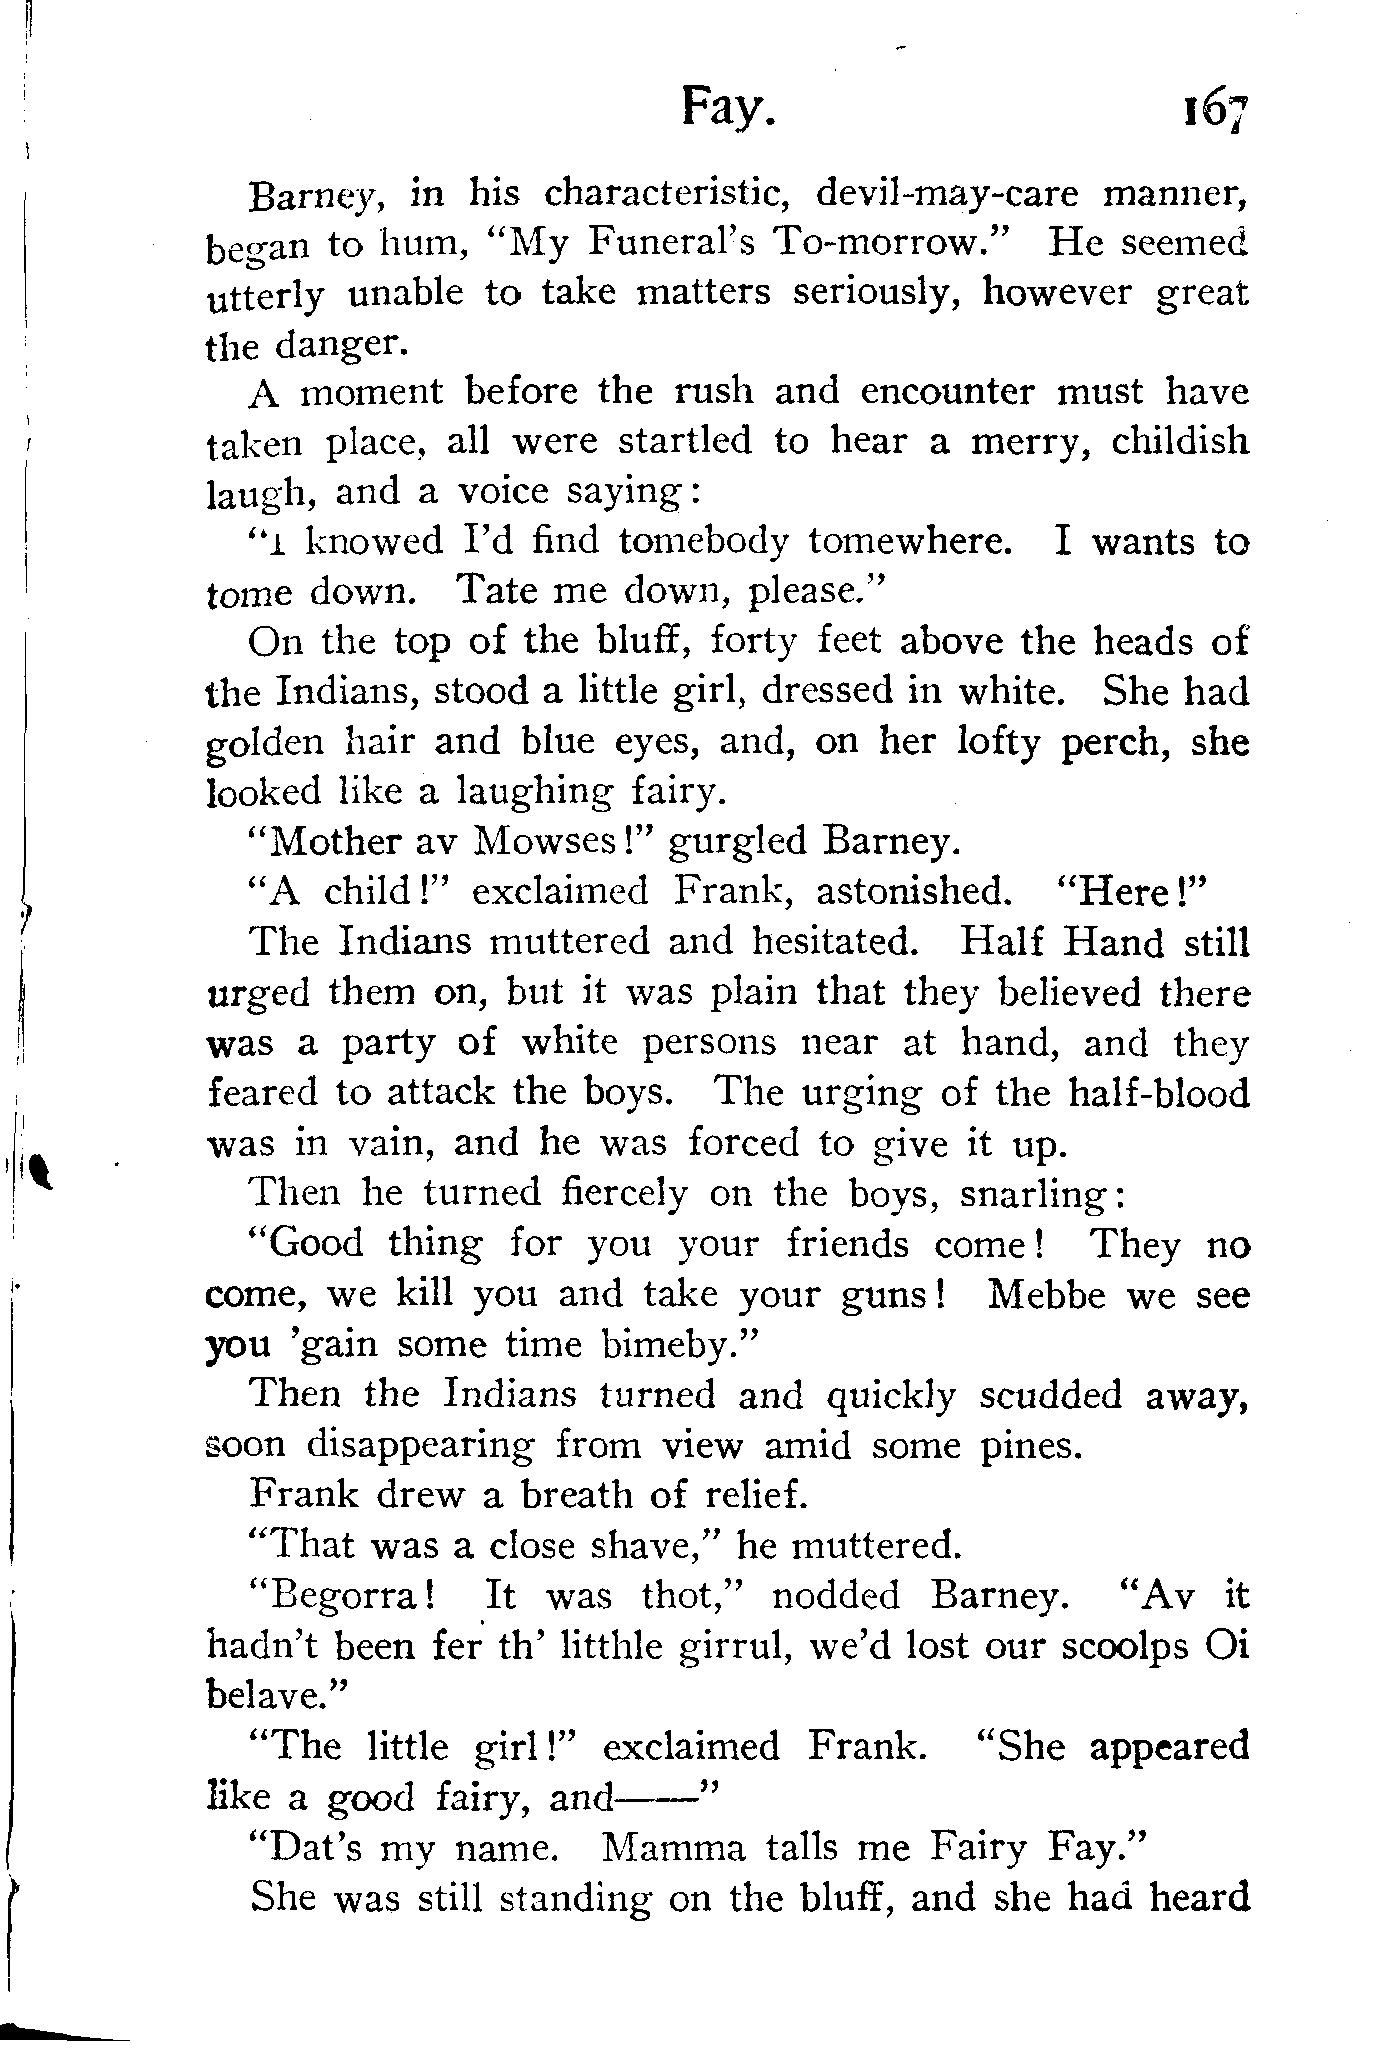 Fay. 167
Barney, in his characteristic, devil-may-care manner,
began to hum, "My Funeral's To-morrow." He seemed
utterly unable to take matters seriously, however great
the danger.
A moment before the rush and encounter must have
taken place, all were startled to hear a merry, childish
laugh, and a voice saying:
"I knowed I'd find tomebody tomewhere. I wants to
tome down. Tate me down, please."
On the top of the bluff, forty feet above the heads of
the Indians, stood a little girl, dressed in white. She had
golden hair and blue eyes, and, on her lofty perch, she
looked like a laughing fairy.
"Mother av Mowses!" gurgled Barney.
"A child!" exclaimed Frank, astonished. "Here!"
The Indians muttered and hesitated. Half Hand still
urged them on, but it was plain that they believed there
was a party of white persons near at hand, and they
feared to attack the boys. The urging of the half-blood
was in vain, and he was forced to give it up.
Then he turned fiercely on the boys, snarling:
"Good thing for you your friends come! They no
come, we kill you and take your guns! Mebbe we see
you 'gain some time bimeby."
Then the Indians turned and quickly scudded away,
soon disappearing from view amid some pines.
Frank drew a breath of relief.
"That was a close shave," he muttered.
"Begorra! It was thot," nodded Barney. "Av it
hadn't been fer th' litthle girrul, we'd lost our scoolps Oi
belave."
"The little girl!" exclaimed Frank. "She appeared
like a good fairy, and——"
"Dat's my name. Mamma talls me Fairy Fay."
She was still standing on the bluff, and she had heard